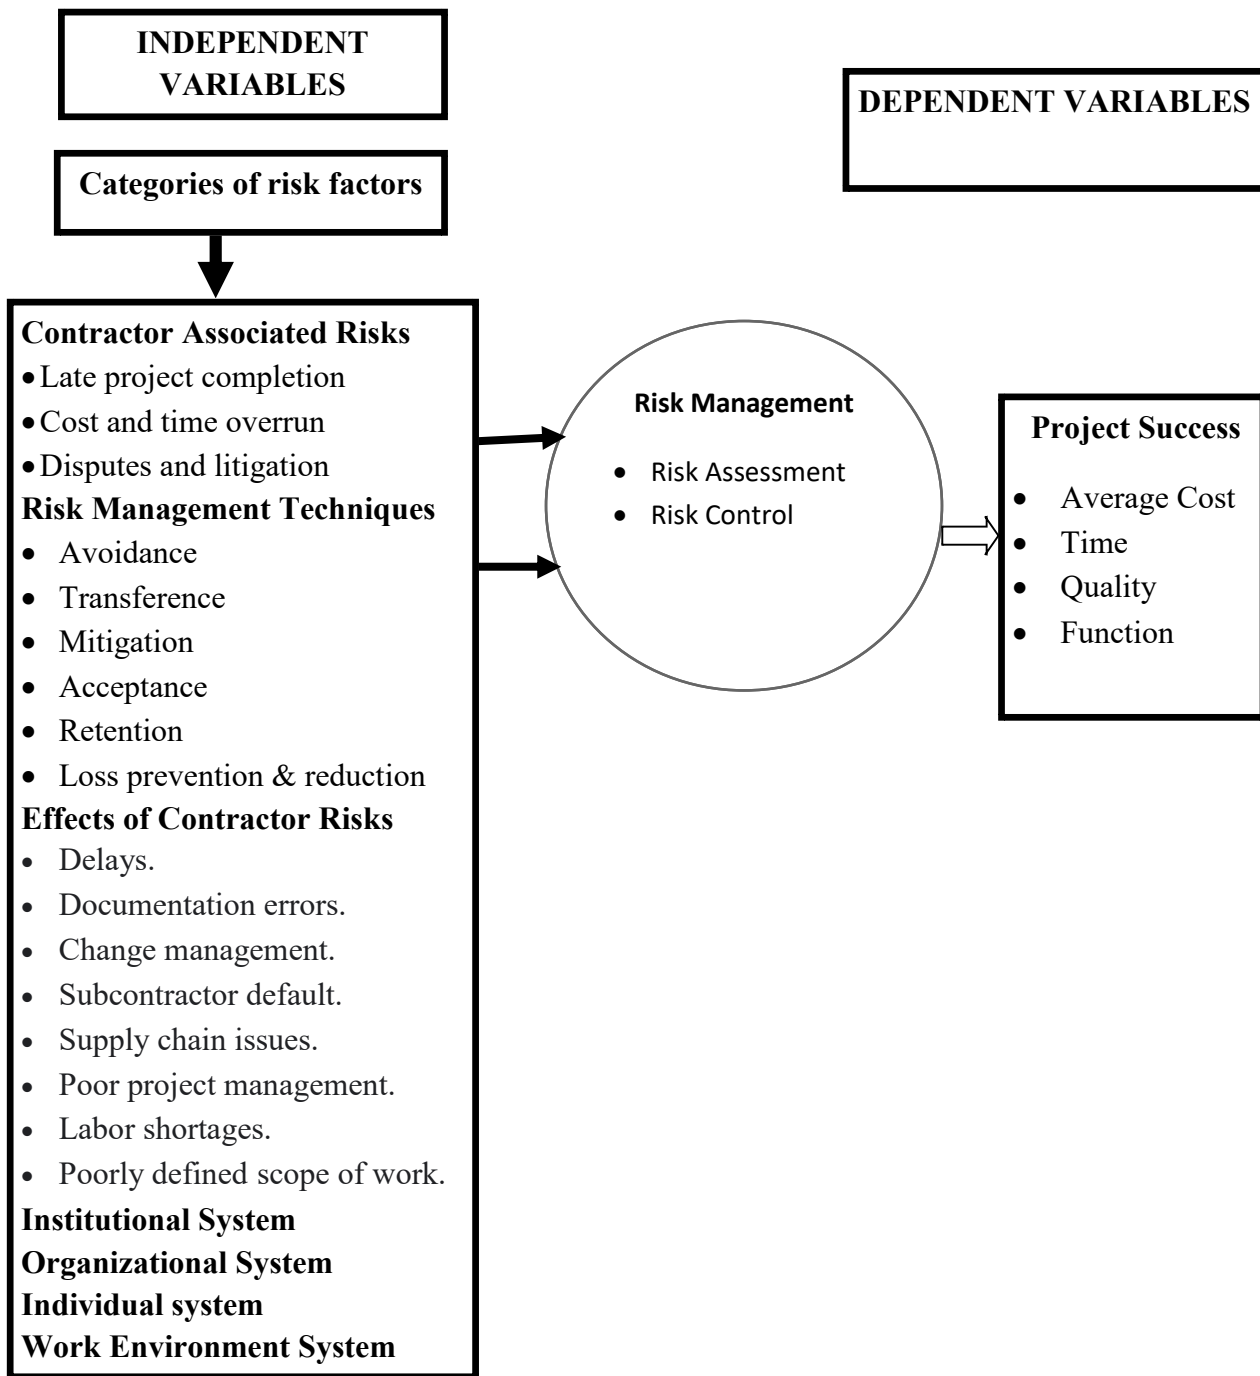 INDEPENDENT
VARIABLES
DEPENDENT VARIABLES
Categories of risk factors
Contractor Associated Risks
• Late project completion
• Cost and time overrun
• Disputes and litigation
Risk Management Techniques
• Avoidance
• Transference
• Mitigation
• Acceptance
• Retention
• Loss prevention & reduction
Effects of Contractor Risks
• Delays.
• Documentation errors.
• Change management.
• Subcontractor default.
• Supply chain issues.
• Poor project management.
• Labor shortages.
• Poorly defined scope of work.
Institutional System
Organizational System
Individual system
Work Environment System
Risk Management
• Risk Assessment
• Risk Control
Project Success
• Average Cost
• Time
• Quality
• Function